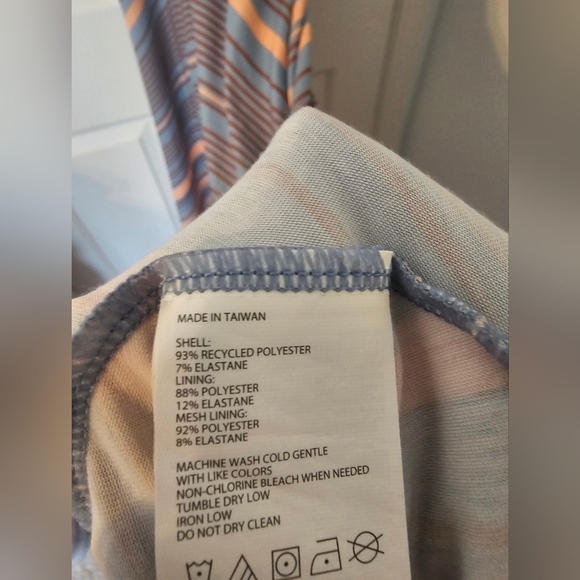 MADE IN TAIWAN
SHELL:
93% RECYCLED POLYESTER
7% ELASTANE
LINING:
88% POLYESTER
12% ELASTANE
MESH LINING:
92% POLYESTER
8% ELASTANE
MACHINE WASH COLD GENTLE
WITH LIKE COLORS
NON-CHLORINE BLEACH WHEN NEEDED
TUMBLE DRY LOW
IRON LOW
DO NOT DRY CLEAN